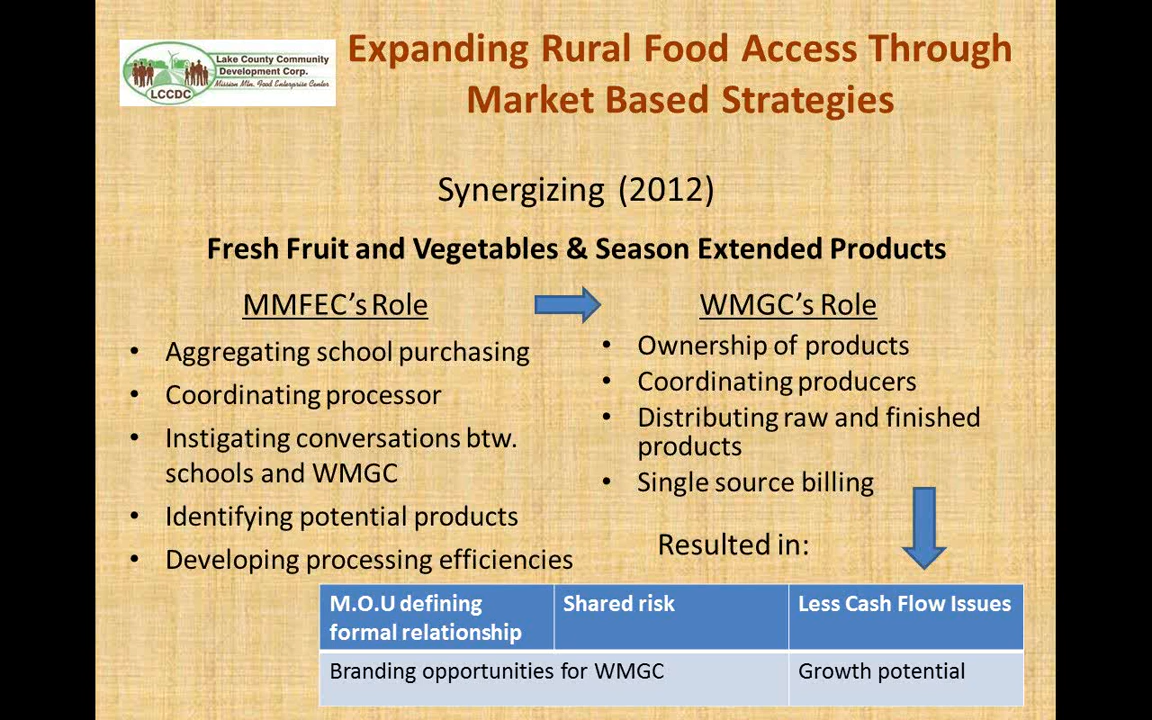 Lake County Community
Development Corp.
Mission Mtn. Food Enterprise Center
LCCDC
Expanding Rural Food Access Through
Market Based Strategies
Synergizing (2012)
Fresh Fruit and Vegetables & Season Extended Products
MMFEC’s Role
• Aggregating school purchasing
• Coordinating processor
• Instigating conversations btw.
schools and WMGC
• Identifying potential products
• Developing processing efficiencies
WMGC’s Role
• Ownership of products
• Coordinating producers
• Distributing raw and finished
products
• Single source billing
Resulted in:
M.O.U defining
formal relationship
Shared risk
Less Cash Flow Issues
Branding opportunities for WMGC
Growth potential